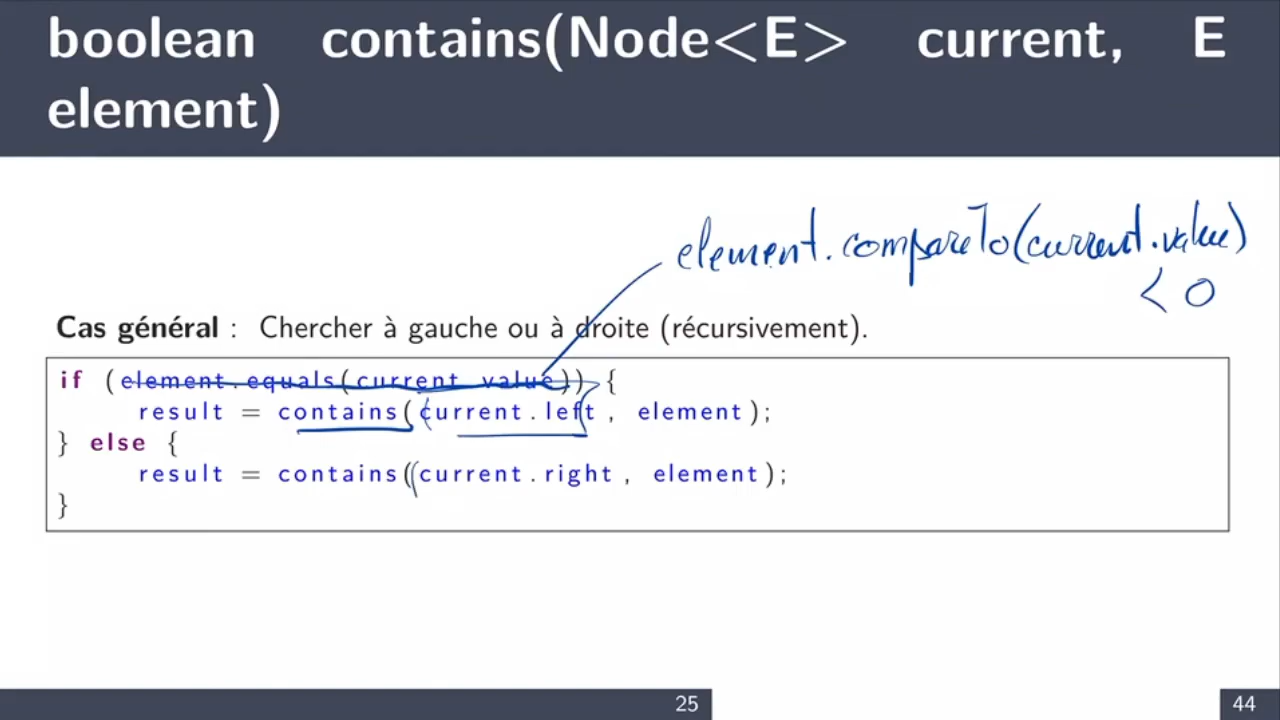 boolean contains(Node<E> current, E
element)
element.compareTo(current.value)
< 0
Cas général : Chercher à gauche ou à droite (récursivement).
if (element.equals(current.value)) {
result = contains(current.left, element);
} else {
result = contains(current.right, element);
}
25
44